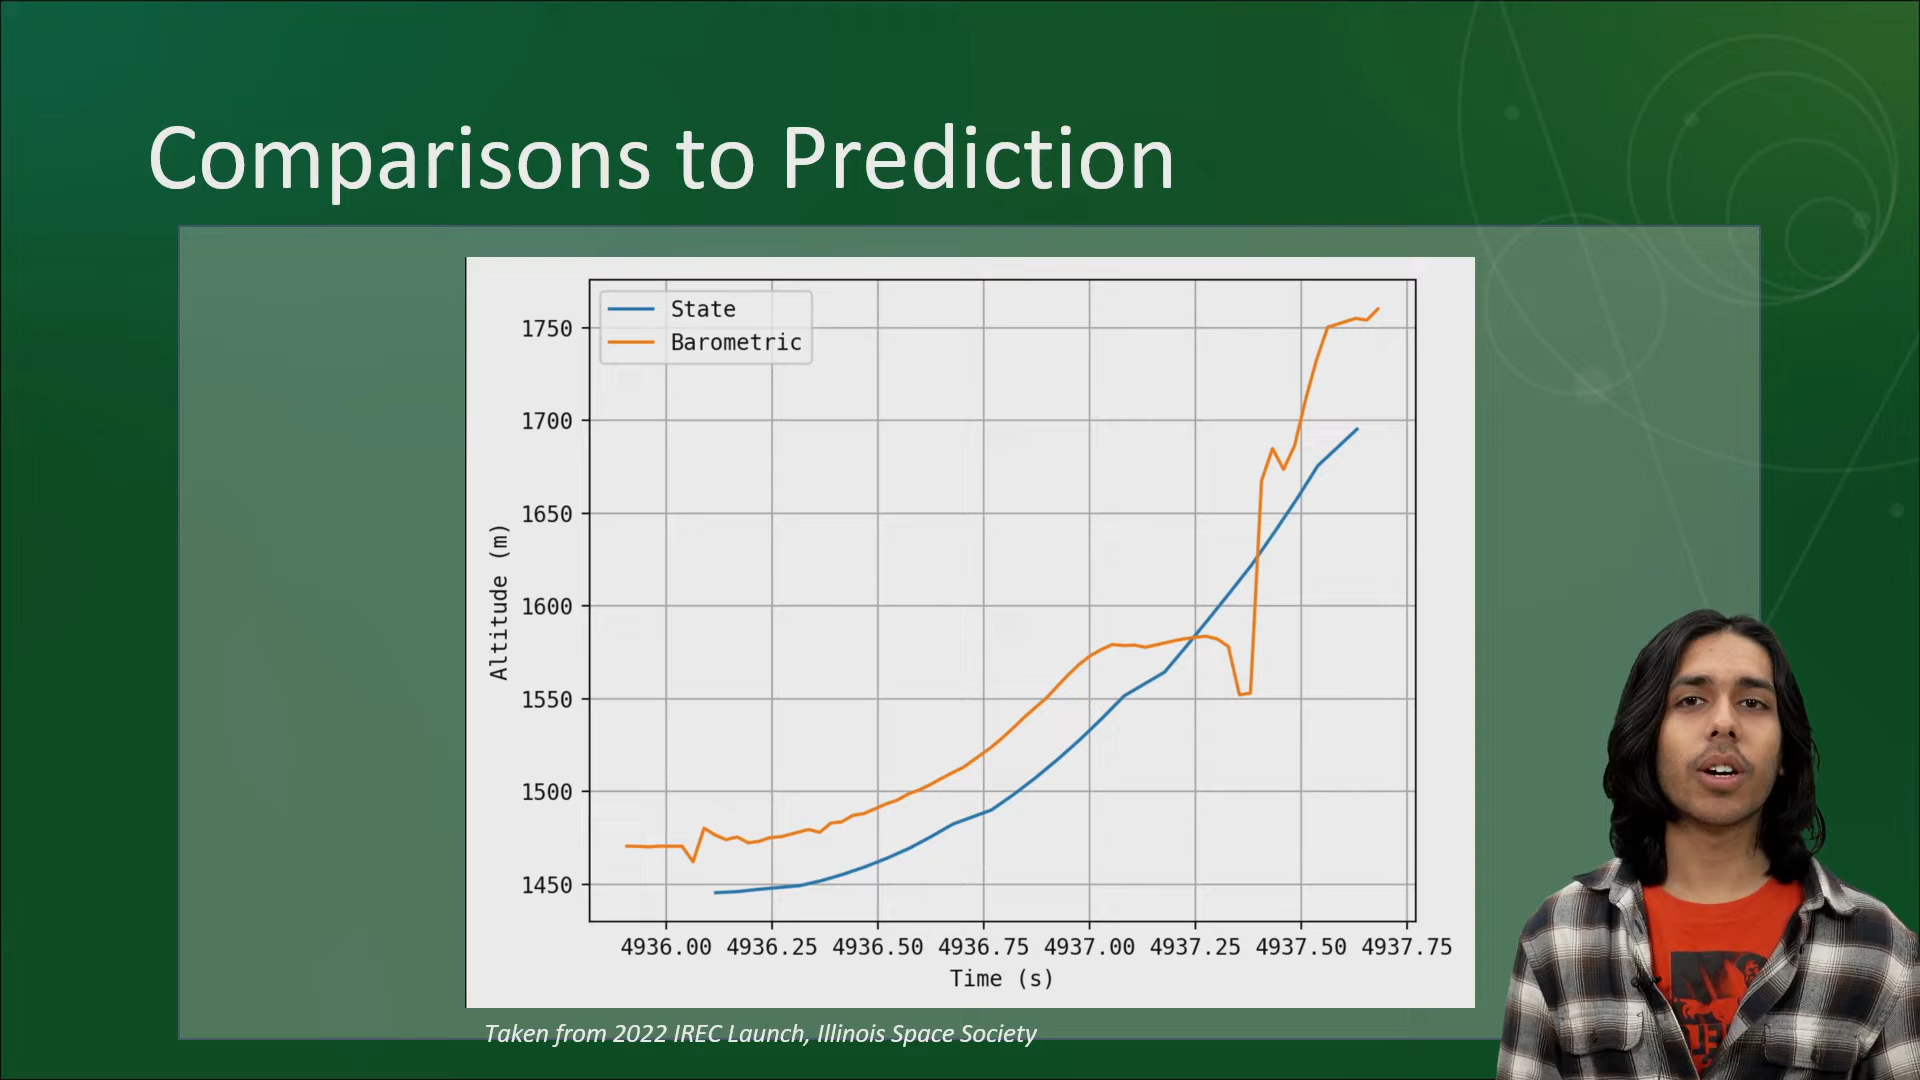 Comparisons to Prediction
State
Barometric
1750
1700
1650
1600
1550
1500
1450
Altitude (m)
4936.00 4936.25 4936.50 4936.75 4937.00 4937.25 4937.50 4937.75
Time (s)
Taken from 2022 IREC Launch, Illinois Space Society